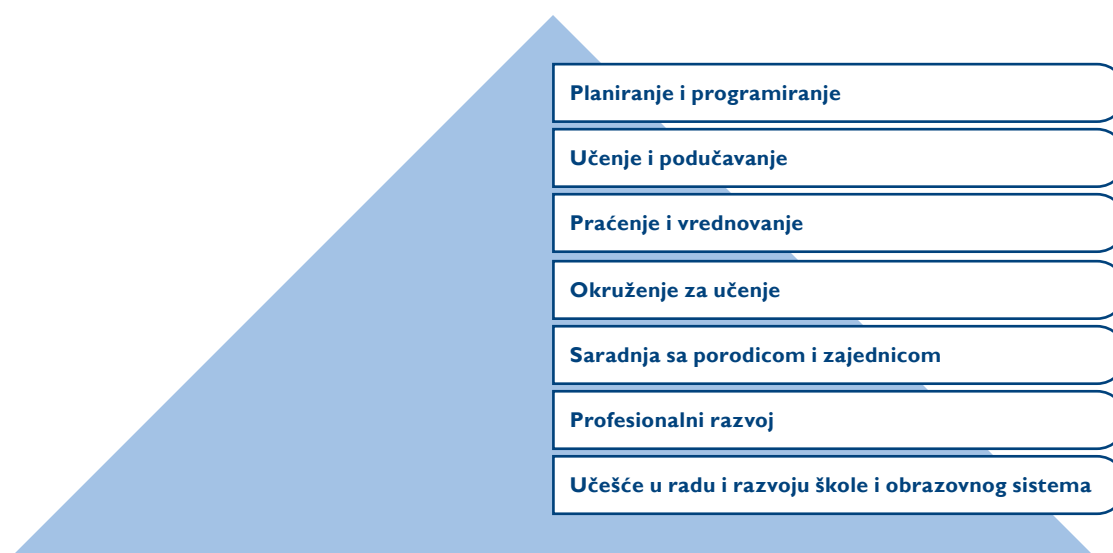 Planiranje i programiranje
Učenje i podučavanje
Praćenje i vrednovanje
Okruženje za učenje
Saradnja sa porodicom i zajednicom
Profesionalni razvoj
Učešće u radu i razvoju škole i obrazovnog sistema